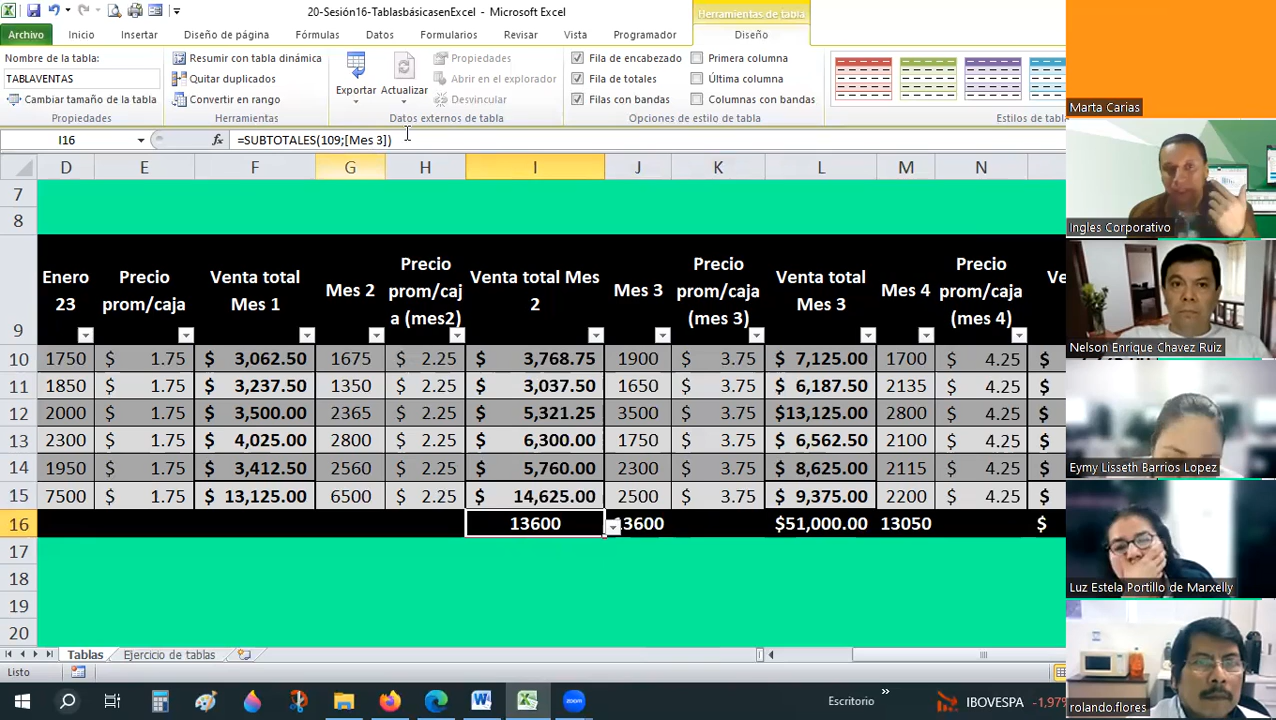 20-Sesión16-TablasbásicasenExcel - Microsoft Excel
Herramientas de tabla
Archivo Inicio Insertar Diseño de página Fórmulas Datos Formularios Revisar Vista Programador Diseño
Nombre de la tabla:
TABLAVENTAS
Cambiar tamaño de la tabla
Propiedades
Resumir con tabla dinámica
Quitar duplicados
Convertir en rango
Herramientas
Exportar Actualizar
Propiedades
Abrir en el explorador
Desvincular
Datos externos de tabla
Fila de encabezado Primera columna
Fila de totales Última columna
Filas con bandas Columnas con bandas
Opciones de estilo de tabla
Estilos de tabla
I16 fx =SUBTOTALES(109;[Mes 3])
D E F G H I J K L M N
7
8
9 Enero 23 Precio prom/caja Venta total Mes 1 Mes 2 Precio prom/caj a (mes2) Venta total Mes 2 Mes 3 Precio prom/caja (mes 3) Venta total Mes 3 Mes 4 Precio prom/caja (mes 4)
10 1750 $ 1.75 $ 3,062.50 1675 $ 2.25 $ 3,768.75 1900 $ 3.75 $ 7,125.00 1700 $ 4.25 $
11 1850 $ 1.75 $ 3,237.50 1350 $ 2.25 $ 3,037.50 1650 $ 3.75 $ 6,187.50 2135 $ 4.25 $
12 2000 $ 1.75 $ 3,500.00 2365 $ 2.25 $ 5,321.25 3500 $ 3.75 $13,125.00 2800 $ 4.25 $
13 2300 $ 1.75 $ 4,025.00 2800 $ 2.25 $ 6,300.00 1750 $ 3.75 $ 6,562.50 2100 $ 4.25 $
14 1950 $ 1.75 $ 3,412.50 2560 $ 2.25 $ 5,760.00 2300 $ 3.75 $ 8,625.00 2115 $ 4.25 $
15 7500 $ 1.75 $ 13,125.00 6500 $ 2.25 $ 14,625.00 2500 $ 3.75 $ 9,375.00 2200 $ 4.25 $
16 13600 13600 $51,000.00 13050 $
17
18
19
20
Tablas Ejercicio de tablas
Listo
Escritorio » IBOVESPA -1,97%
Marta Carias
Ingles Corporativo
Nelson Enrique Chavez Ruiz
Eymy Lisseth Barrios Lopez
Luz Estela Portillo de Marxelly
rolando.flores